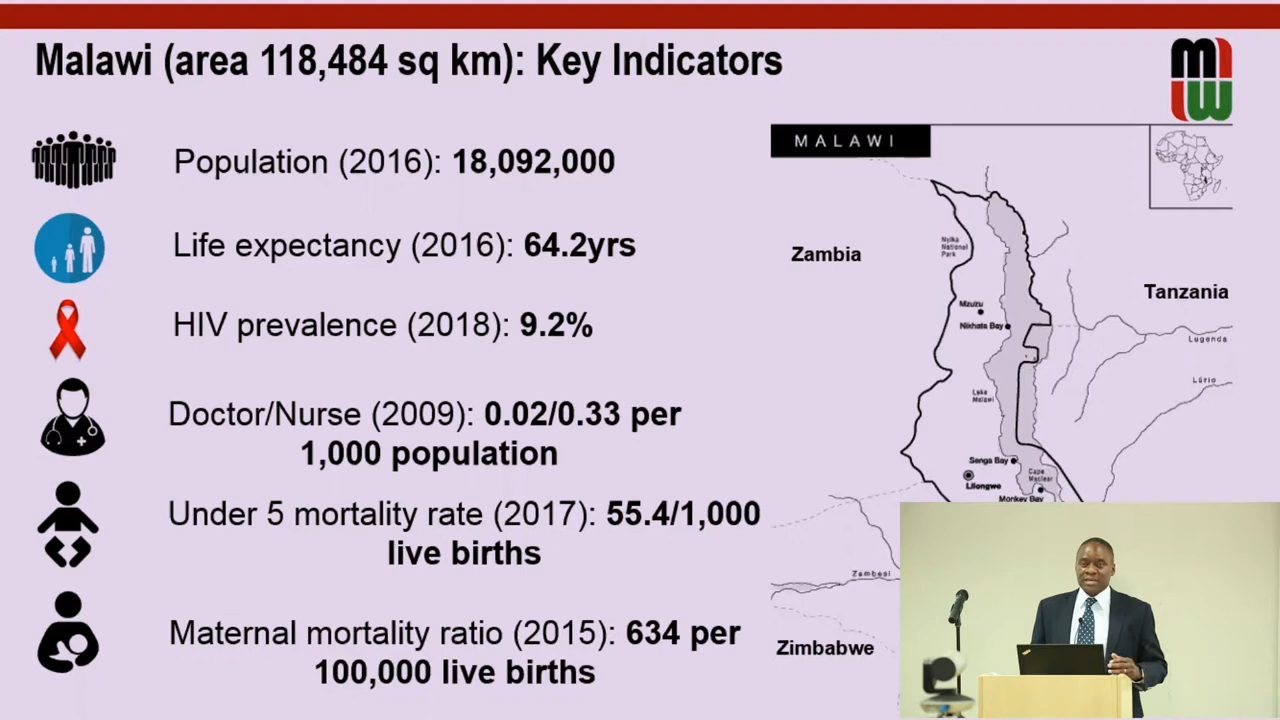 Malawi (area 118,484 sq km): Key Indicators
MLW
Population (2016): 18,092,000
Life expectancy (2016): 64.2yrs
HIV prevalence (2018): 9.2%
Doctor/Nurse (2009): 0.02/0.33 per
1,000 population
Under 5 mortality rate (2017): 55.4/1,000
live births
Maternal mortality ratio (2015): 634 per
100,000 live births
MALAWI
Zambia
Nyika
National
Park
Tanzania
Mzuzu
Nkhata Bay
Lugenda
Lúrio
Lake
Malawi
Senga Bay
Cape
Maclear
Lilongwe
Monkey Bay
Zambesi
Zimbabwe